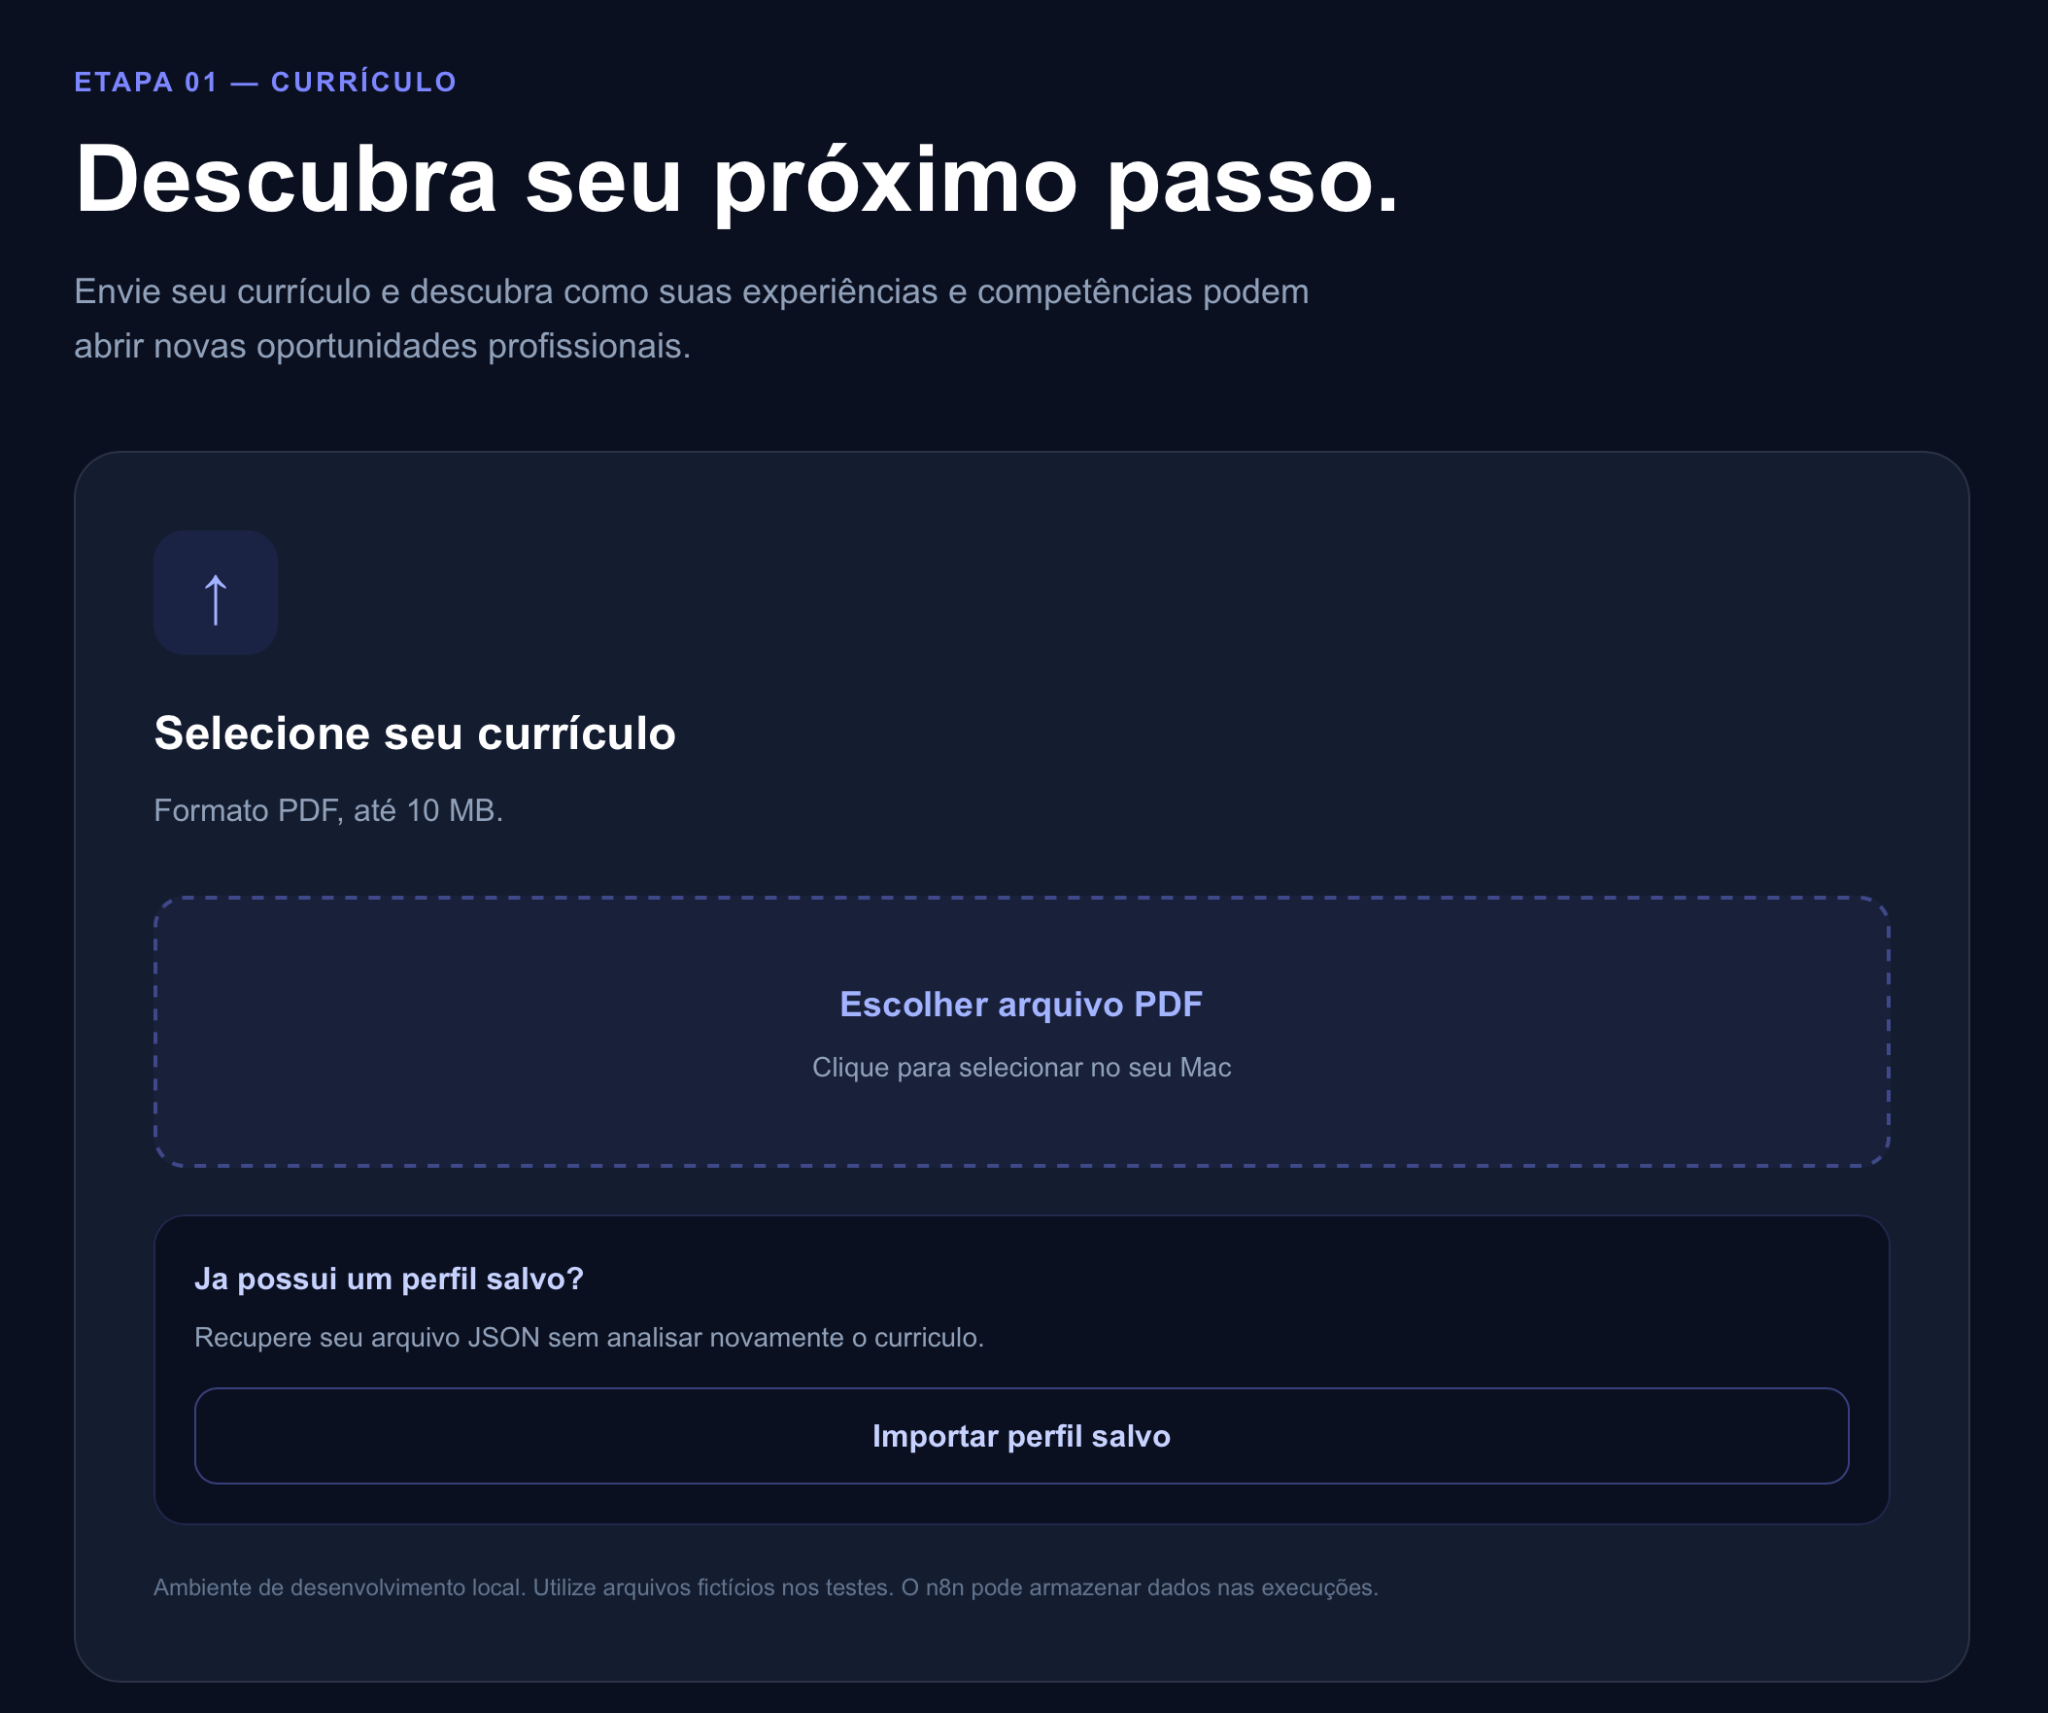 ETAPA 01 — CURRÍCULO
Descubra seu próximo passo.
Envie seu currículo e descubra como suas experiências e competências podem
abrir novas oportunidades profissionais.
↑
Selecione seu currículo
Formato PDF, até 10 MB.
Escolher arquivo PDF
Clique para selecionar no seu Mac
Ja possui um perfil salvo?
Recupere seu arquivo JSON sem analisar novamente o curriculo.
Importar perfil salvo
Ambiente de desenvolvimento local. Utilize arquivos fictícios nos testes. O n8n pode armazenar dados nas execuções.